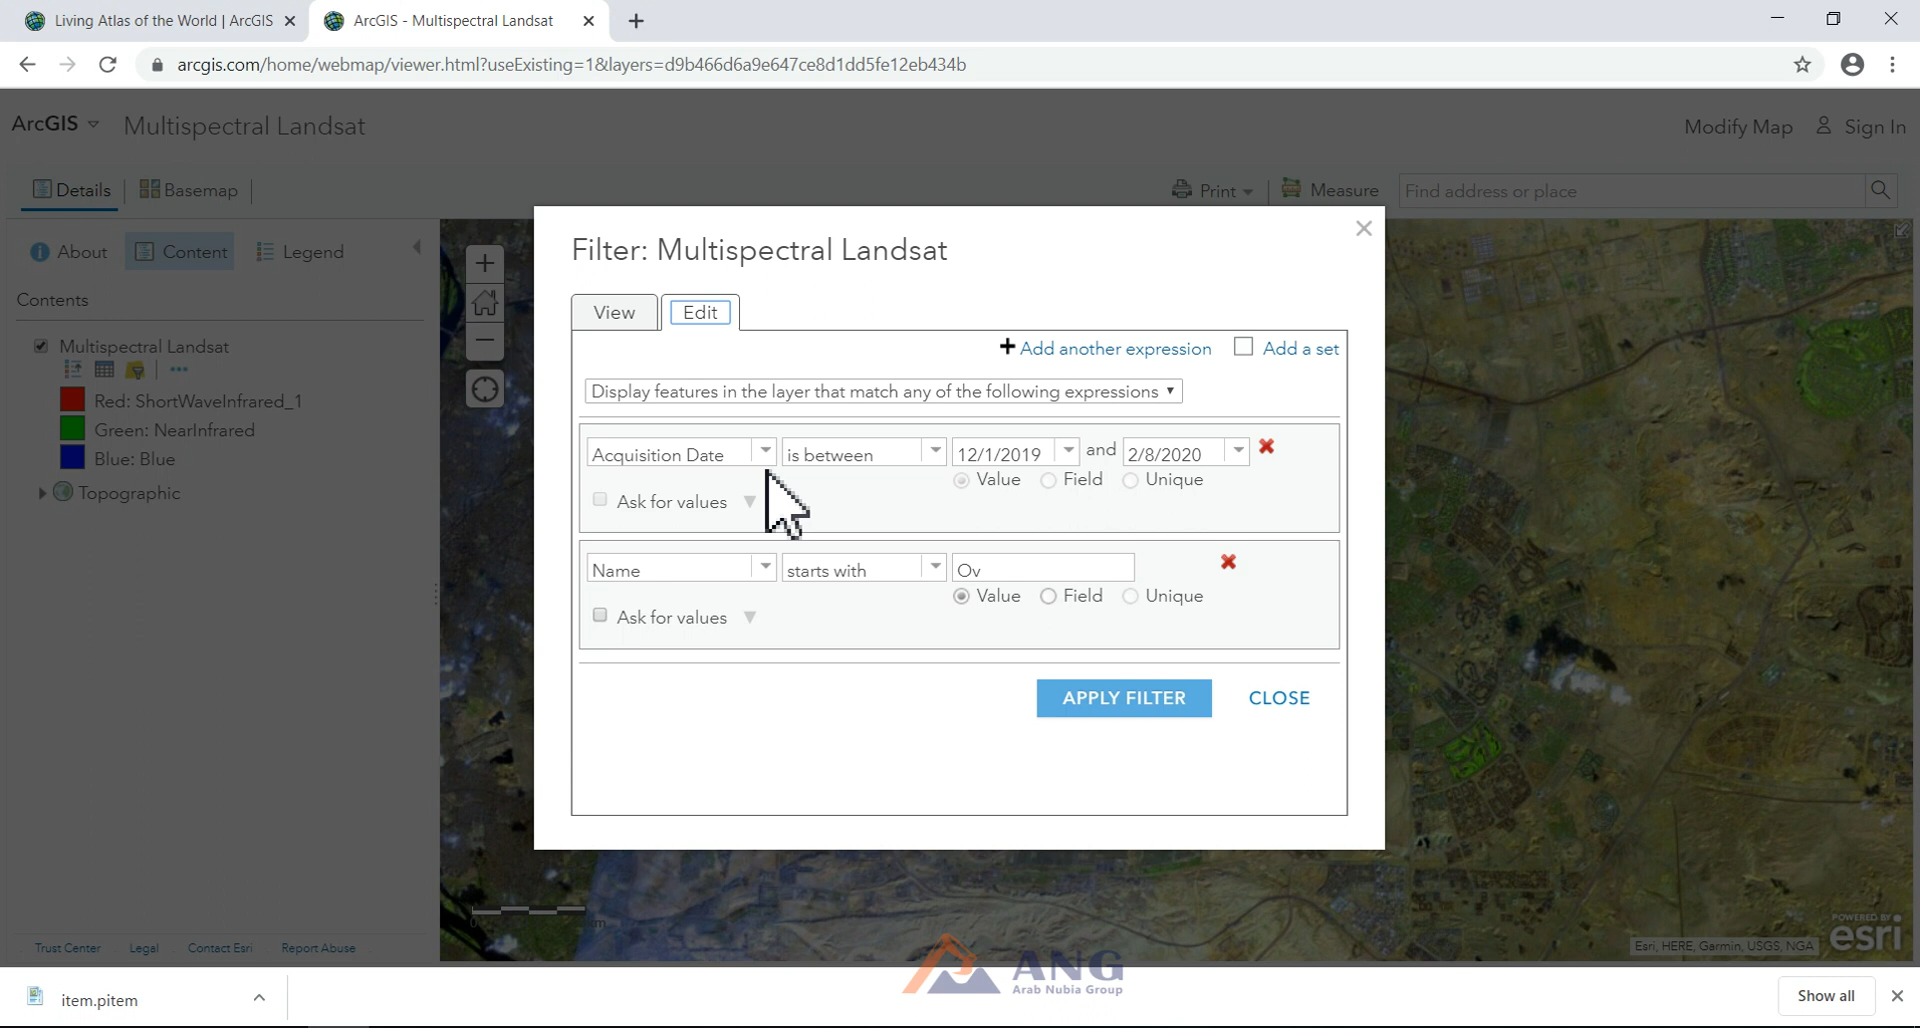 Living Atlas of the World | ArcGIS
ArcGIS - Multispectral Landsat
arcgis.com/home/webmap/viewer.html?useExisting=1&layers=d9b466d6a9e647ce8d1dd5fe12eb434b
ArcGIS Multispectral Landsat Modify Map Sign In
Details Basemap Print Measure Find address or place
About Content Legend
Contents
Multispectral Landsat
Red: ShortWaveInfrared_1
Green: NearInfrared
Blue: Blue
Topographic
Filter: Multispectral Landsat
View Edit
Add another expression Add a set
Display features in the layer that match any of the following expressions
Acquisition Date is between 12/1/2019 and 2/8/2020
Value Field Unique
Ask for values
Name starts with Ov
Value Field Unique
Ask for values
APPLY FILTER CLOSE
Trust Center Legal Contact Esri Report Abuse
Esri, HERE, Garmin, USGS, NGA
POWERED BY
esri
ANG
Arab Nubia Group
item.pitem
Show all